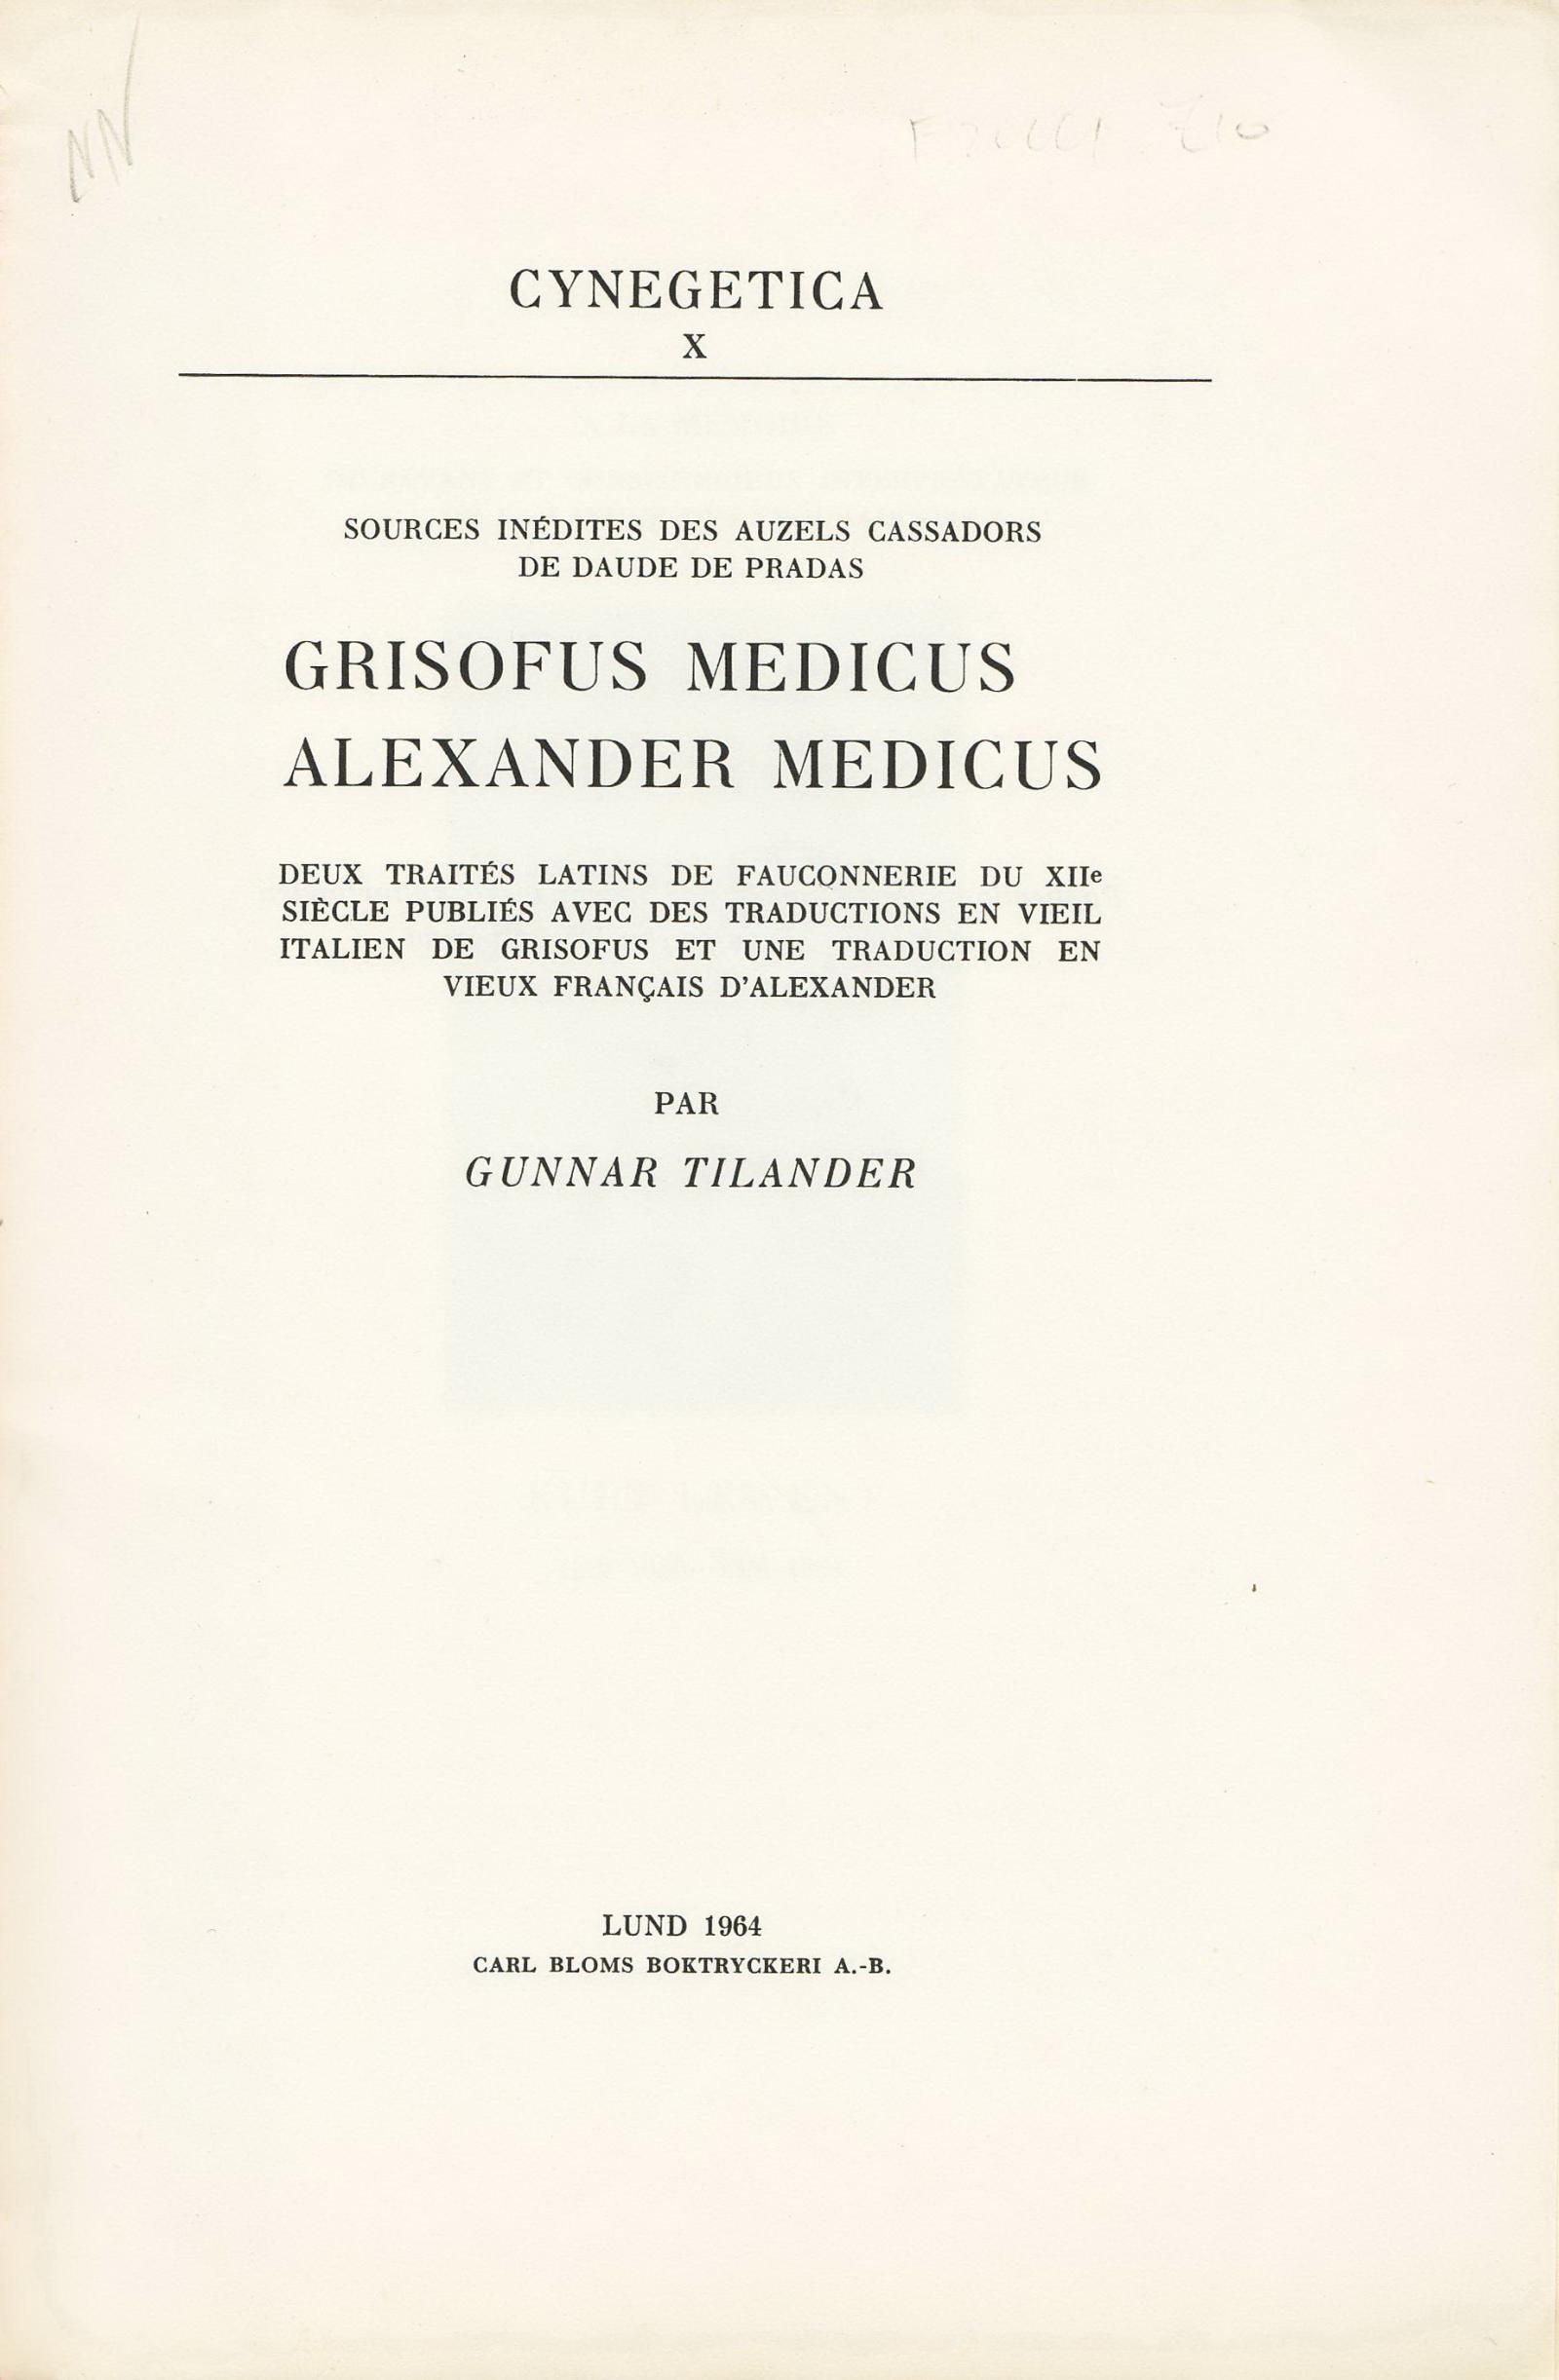 CYNEGETICA
X
SOURCES INÉDITES DES AUZELS CASSADORS
DE DAUDE DE PRADAS
GRISOFUS MEDICUS
ALEXANDER MEDICUS
DEUX TRAITÉS LATINS DE FAUCONNERIE DU XIIe
SIÈCLE PUBLIÉS AVEC DES TRADUCTIONS EN VIEIL
ITALIEN DE GRISOFUS ET UNE TRADUCTION EN
VIEUX FRANÇAIS D'ALEXANDER
PAR
GUNNAR TILANDER
LUND 1964
CARL BLOMS BOKTRYCKERI A.-B.